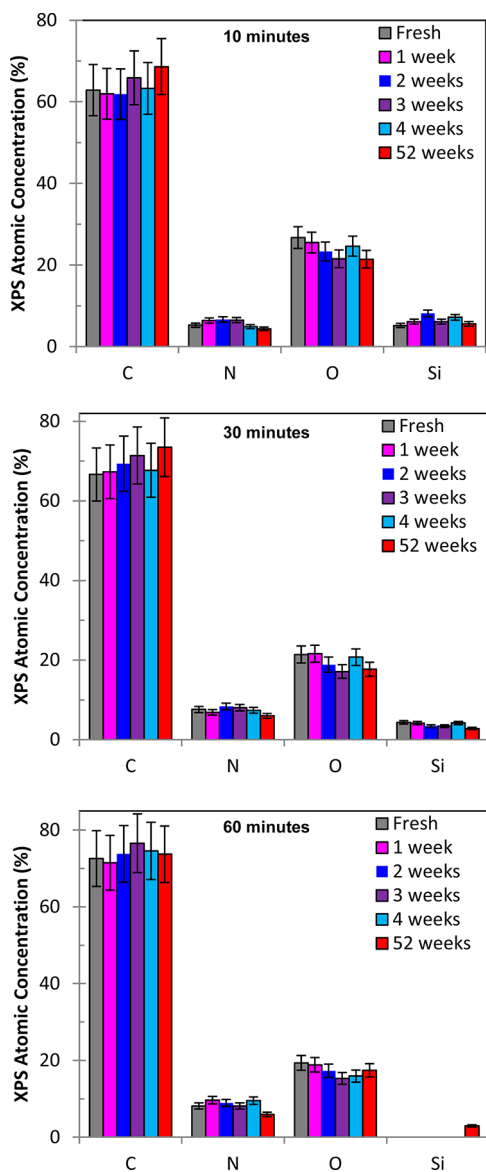 10 minutes
XPS Atomic Concentration (%)
80
60
40
20
0
C N O Si
Fresh
1 week
2 weeks
3 weeks
4 weeks
52 weeks
30 minutes
XPS Atomic Concentration (%)
80
60
40
20
0
C N O Si
Fresh
1 week
2 weeks
3 weeks
4 weeks
52 weeks
60 minutes
XPS Atomic Concentration (%)
80
60
40
20
0
C N O Si
Fresh
1 week
2 weeks
3 weeks
4 weeks
52 weeks